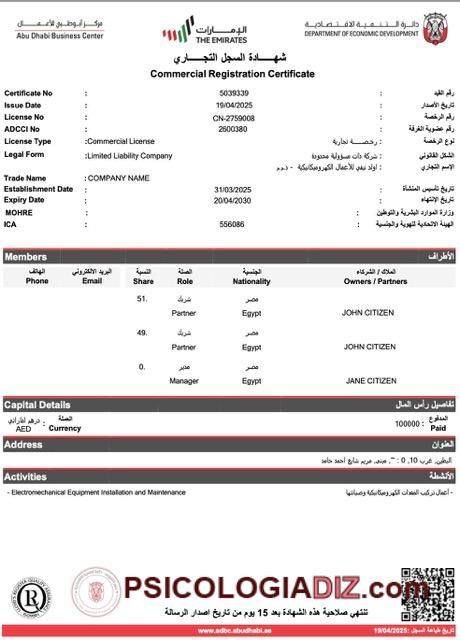 مركز أبوظبي للأعمال
Abu Dhabi Business Center
الإمارات
THE EMIRATES
دائرة التنمية الاقتصادية
DEPARTMENT OF ECONOMIC DEVELOPMENT
شهادة السجل التجاري
Commercial Registration Certificate
Certificate No : 5039339 : رقم القيد
Issue Date : 19/04/2025 : تاريخ الأصدار
License No : CN-2759008 : رقم الرخصة
ADCCI No : 2600380 : رقم عضوية الغرفة
License Type :Commercial License رخصة تجارية : نوع الرخصة
Legal Form :Limited Liability Company شركة ذات مسؤولية محدودة : الشكل القانوني
للأعمال الكهروميكانيكية - ذ.م.م : الإسم التجاري
Trade Name : COMPANY NAME
Establishment Date : 31/03/2025 : تاريخ تأسيس المنشأة
Expiry Date : 20/04/2030 : تاريخ الإنتهاء
MOHRE : : وزارة الموارد البشرية والتوطين
ICA : 556086 : الهيئة الاتحادية للهوية والجنسية
Members الأطراف
الهاتف البريد الالكتروني النسبة الصلة الجنسية الملاك / الشركاء
Phone Email Share Role Nationality Owners / Partners
51. شريك مصر
Partner Egypt JOHN CITIZEN
49. شريك مصر
Partner Egypt JOHN CITIZEN
0. مدير مصر
Manager Egypt JANE CITIZEN
Capital Details تفاصيل رأس المال
العملة : درهم اماراتي المدفوع : 100000
Currency AED Paid
Address العنوان
غرب 10, 0 : مبنى, مريم شايع احمد حامد
Activities الأنشطة
- Electromechanical Equipment Installation and Maintenance - أعمال تركيب المعدات الكهروميكانيكية وصيانتها
PSICOLOGIADIZ.com
تنتهي صلاحية هذه الشهادة بعد 15 يوم من تاريخ اصدار الرسالة
www.adbc.abudhabi.ae
تاريخ طباعة السجل :19/04/2025